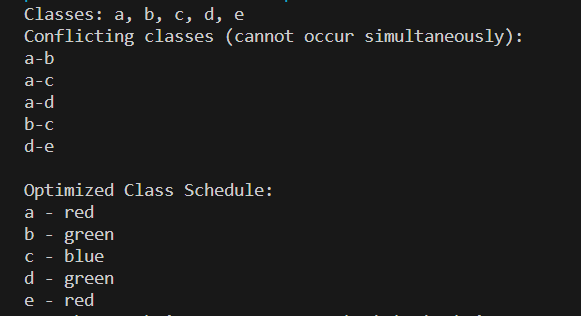 Classes: a, b, c, d, e
Conflicting classes (cannot occur simultaneously):
a-b
a-c
a-d
b-c
d-e
Optimized Class Schedule:
a - red
b - green
c - blue
d - green
e - red